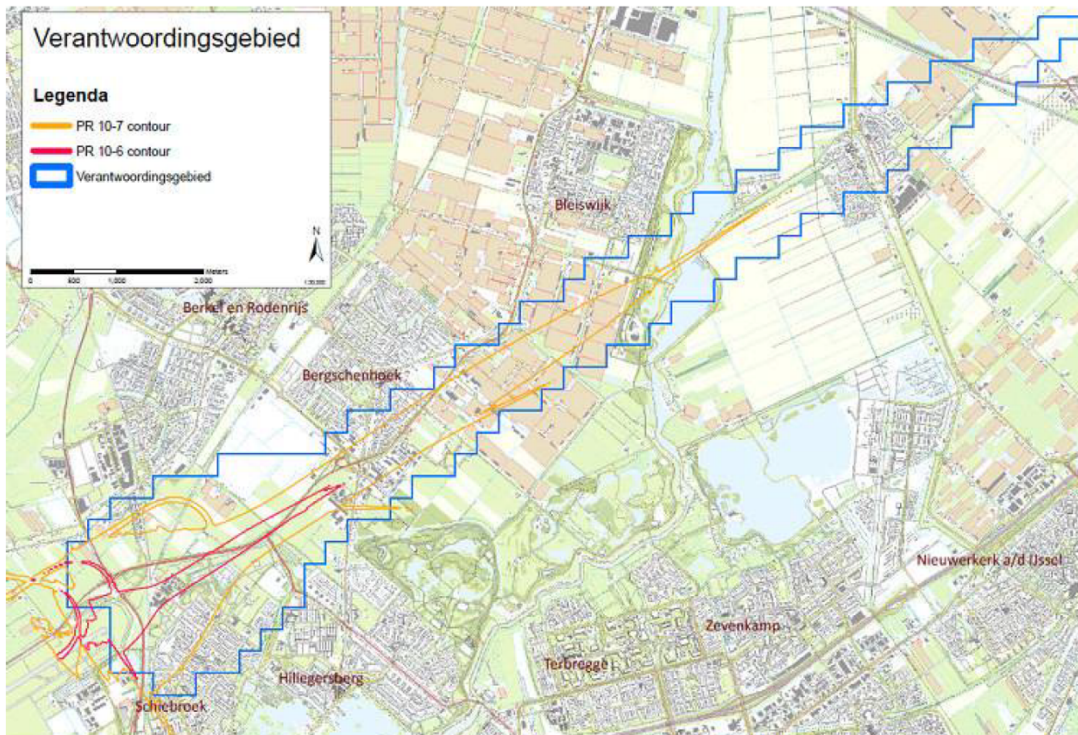 Verantwoordingsgebied
Legenda
PR 10-7 contour
PR 10-6 contour
Verantwoordingsgebied
N
Meters
0 500 1,000 2,000
Bleiswijk
Berkel en Rodenrijs
Bergschenhoek
Nieuwerkerk a/d IJssel
Zevenkamp
Terbregge
Hillegersberg
Schiebroek